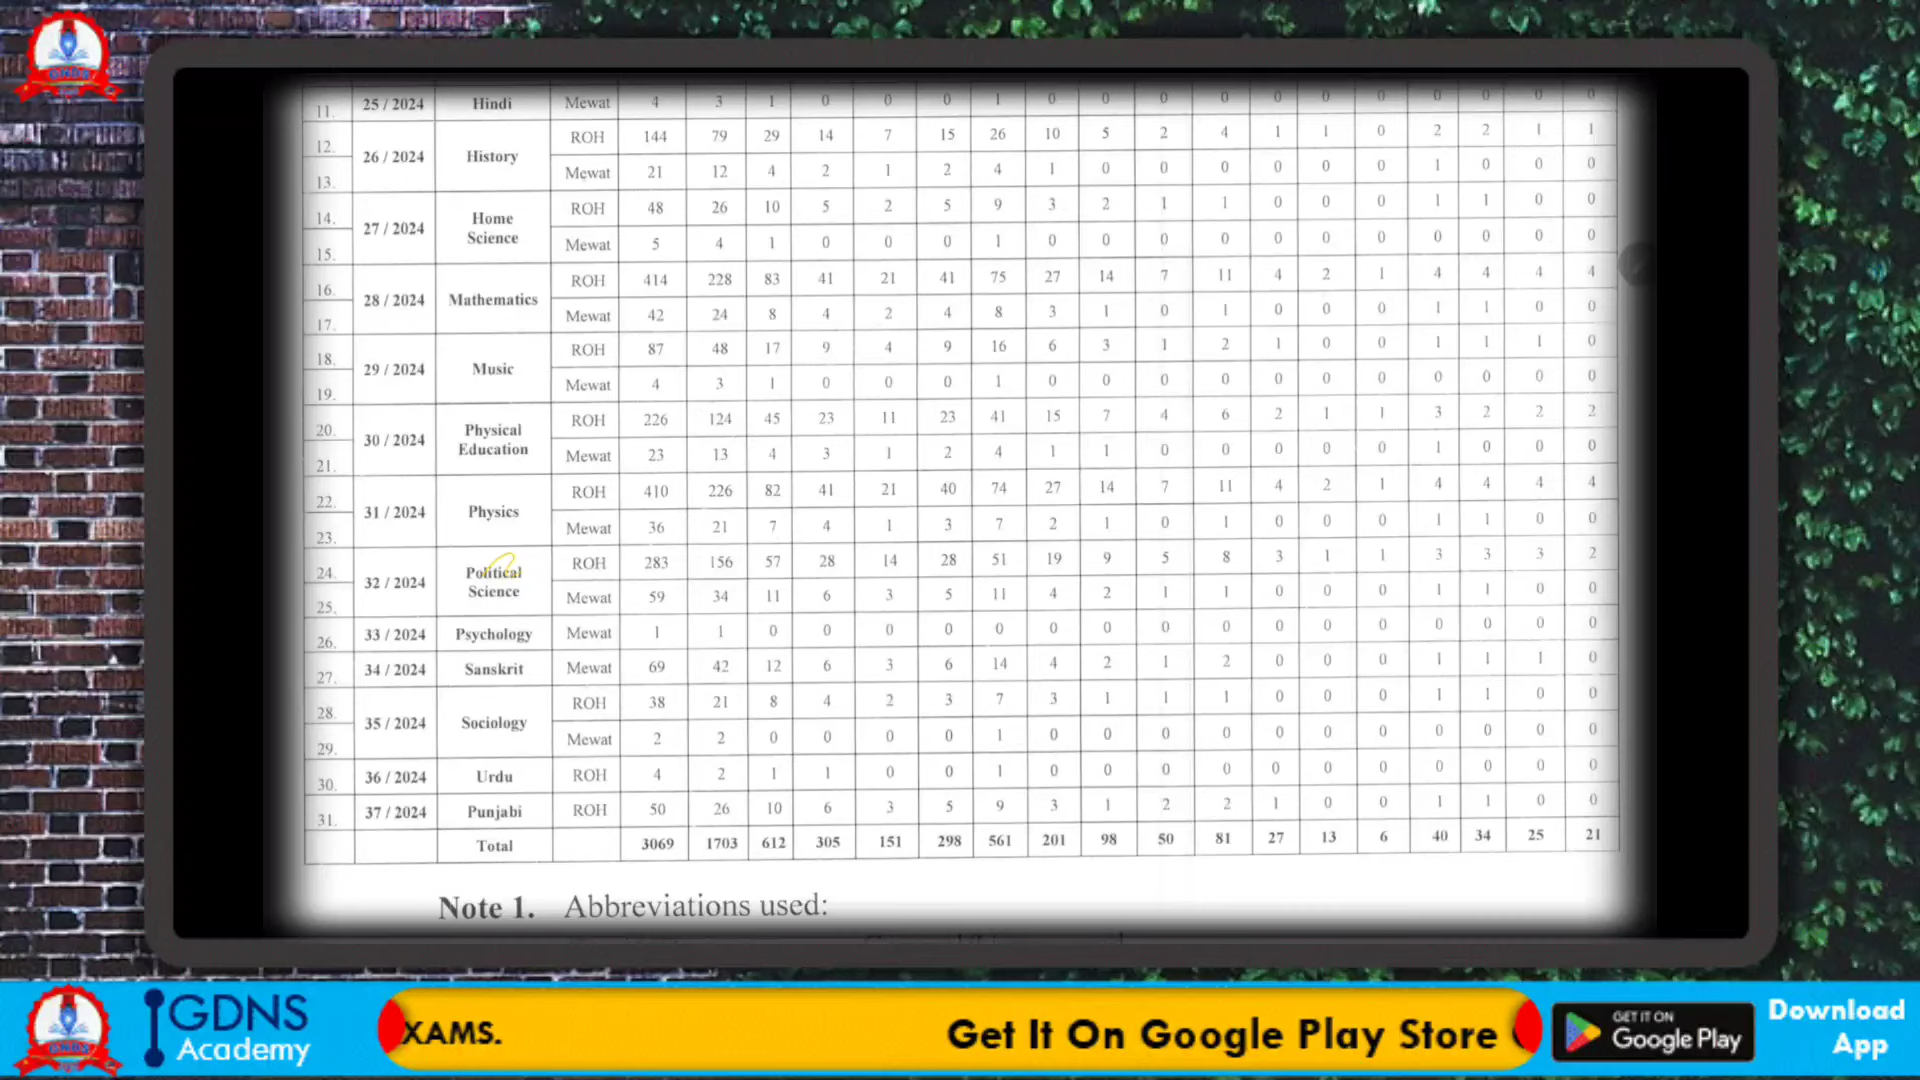 GNDS
11. 25 / 2024 Hindi Mewat 4 3 1 0 0 0 1 0 0 0 0 0 0 0 0 0 0 0
12. 26 / 2024 History ROH 144 79 29 14 7 15 26 10 5 2 4 1 1 0 2 2 1 1
13. Mewat 21 12 4 2 1 2 4 1 0 0 0 0 0 0 1 0 0 0
14. 27 / 2024 Home Science ROH 48 26 10 5 2 5 9 3 2 1 1 0 0 0 1 1 0 0
15. Mewat 5 4 1 0 0 0 1 0 0 0 0 0 0 0 0 0 0 0
16. 28 / 2024 Mathematics ROH 414 228 83 41 21 41 75 27 14 7 11 4 2 1 4 4 4 4
17. Mewat 42 24 8 4 2 4 8 3 1 0 1 0 0 0 1 1 0 0
18. 29 / 2024 Music ROH 87 48 17 9 4 9 16 6 3 1 2 1 0 0 1 1 1 0
19. Mewat 4 3 1 0 0 0 1 0 0 0 0 0 0 0 0 0 0 0
20. 30 / 2024 Physical Education ROH 226 124 45 23 11 23 41 15 7 4 6 2 1 1 3 2 2 2
21. Mewat 23 13 4 3 1 2 4 1 1 0 0 0 0 0 1 0 0 0
22. 31 / 2024 Physics ROH 410 226 82 41 21 40 74 27 14 7 11 4 2 1 4 4 4 4
23. Mewat 36 21 7 4 1 3 7 2 1 0 1 0 0 0 1 1 0 0
24. 32 / 2024 Political Science ROH 283 156 57 28 14 28 51 19 9 5 8 3 1 1 3 3 3 2
25. Mewat 59 34 11 6 3 5 11 4 2 1 1 0 0 0 1 1 0 0
26. 33 / 2024 Psychology Mewat 1 1 0 0 0 0 0 0 0 0 0 0 0 0 0 0 0 0
27. 34 / 2024 Sanskrit Mewat 69 42 12 6 3 6 14 4 2 1 2 0 0 0 1 1 1 0
28. 35 / 2024 Sociology ROH 38 21 8 4 2 3 7 3 1 1 1 0 0 0 1 1 0 0
29. Mewat 2 2 0 0 0 0 1 0 0 0 0 0 0 0 0 0 0 0
30. 36 / 2024 Urdu ROH 4 2 1 1 0 0 1 0 0 0 0 0 0 0 0 0 0 0
31. 37 / 2024 Punjabi ROH 50 26 10 6 3 5 9 3 1 2 2 1 0 0 1 1 0 0
Total 3069 1703 612 305 151 298 561 201 98 50 81 27 13 6 40 34 25 21
Note 1. Abbreviations used:
GDNS
Academy
XAMS.
Get It On Google Play Store
GET IT ON
Google Play
Download
App